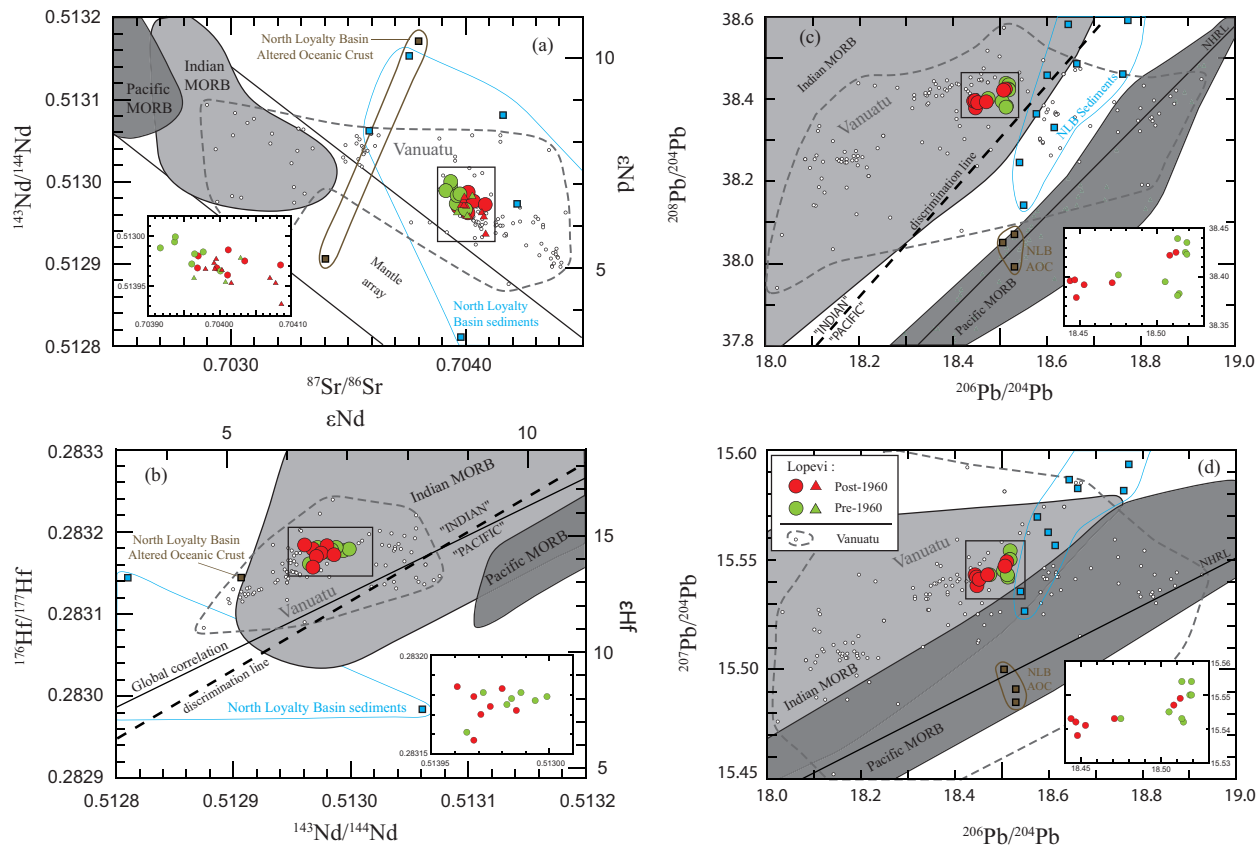 0.5132
0.5131
0.5130
0.5129
0.5128
143Nd/144Nd
(a)
North Loyalty Basin
Altered Oceanic Crust
Indian
MORB
Pacific
MORB
Vanuatu
Mantle
array
North Loyalty
Basin sediments
10
εNd
5
0.51300
0.51395
0.70390
0.70400
0.70410
0.7030
0.7040
87Sr/86Sr
38.6
38.4
38.2
38.0
37.8
208Pb/204Pb
(c)
NHRL
Indian MORB
Vanuatu
NLB Sediments
discrimination line
NLB
AOC
Pacific MORB
"INDIAN"
"PACIFIC"
38.45
38.40
38.35
18.45
18.50
18.0
18.2
18.4
18.6
18.8
19.0
206Pb/204Pb
εNd
5
10
0.2833
0.2832
0.2831
0.2830
0.2829
176Hf/177Hf
(b)
Indian MORB
"INDIAN"
"PACIFIC"
North Loyalty Basin
Altered Oceanic Crust
Pacific MORB
Vanuatu
Global correlation
discrimination line
North Loyalty Basin sediments
15
10
5
εHf
0.28320
0.28315
0.51395
0.51300
0.5128
0.5129
0.5130
0.5131
0.5132
143Nd/144Nd
15.60
15.55
15.50
15.45
207Pb/204Pb
(d)
Lopevi :
Post-1960
Pre-1960
Vanuatu
Vanuatu
NHRL
Indian MORB
NLB
AOC
Pacific MORB
15.56
15.55
15.54
15.53
18.45
18.50
18.0
18.2
18.4
18.6
18.8
19.0
206Pb/204Pb